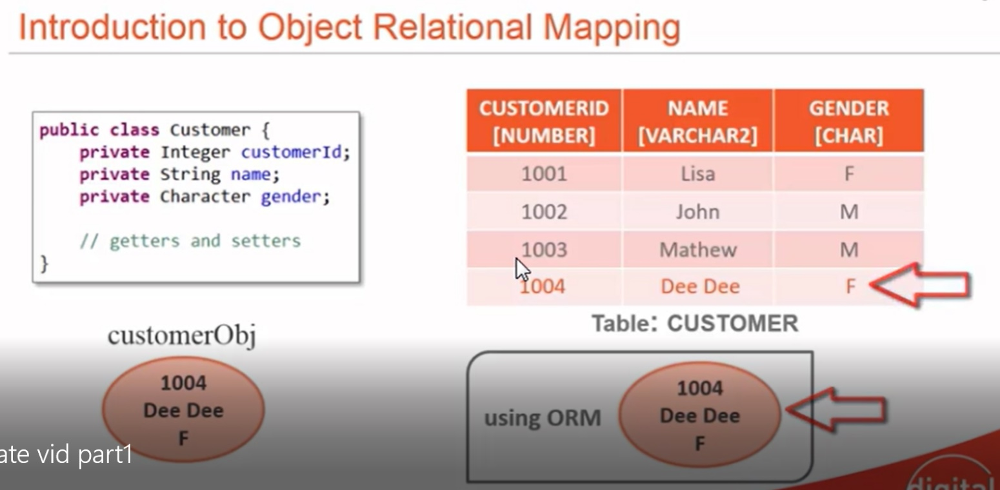 Introduction to Object Relational Mapping
public class Customer {
private Integer customerId;
private String name;
private Character gender;
// getters and setters
}
CUSTOMERID NAME GENDER
[NUMBER] [VARCHAR2] [CHAR]
1001 Lisa F
1002 John M
1003 Mathew M
1004 Dee Dee F
Table: CUSTOMER
customerObj
1004
Dee Dee
F
using ORM
1004
Dee Dee
F
vid part1
digital